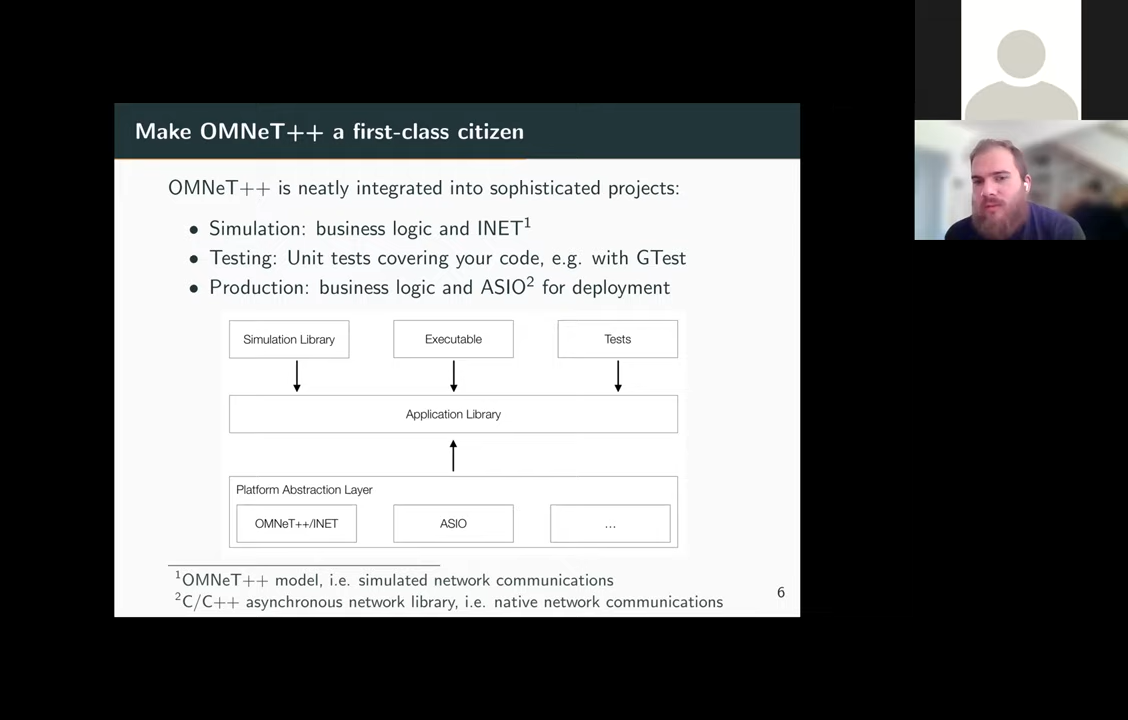 Make OMNeT++ a first-class citizen
OMNeT++ is neatly integrated into sophisticated projects:
• Simulation: business logic and INET¹
• Testing: Unit tests covering your code, e.g. with GTest
• Production: business logic and ASIO² for deployment
Simulation Library
Executable
Tests
Application Library
Platform Abstraction Layer
OMNeT++/INET
ASIO
...
¹OMNeT++ model, i.e. simulated network communications
²C/C++ asynchronous network library, i.e. native network communications
6